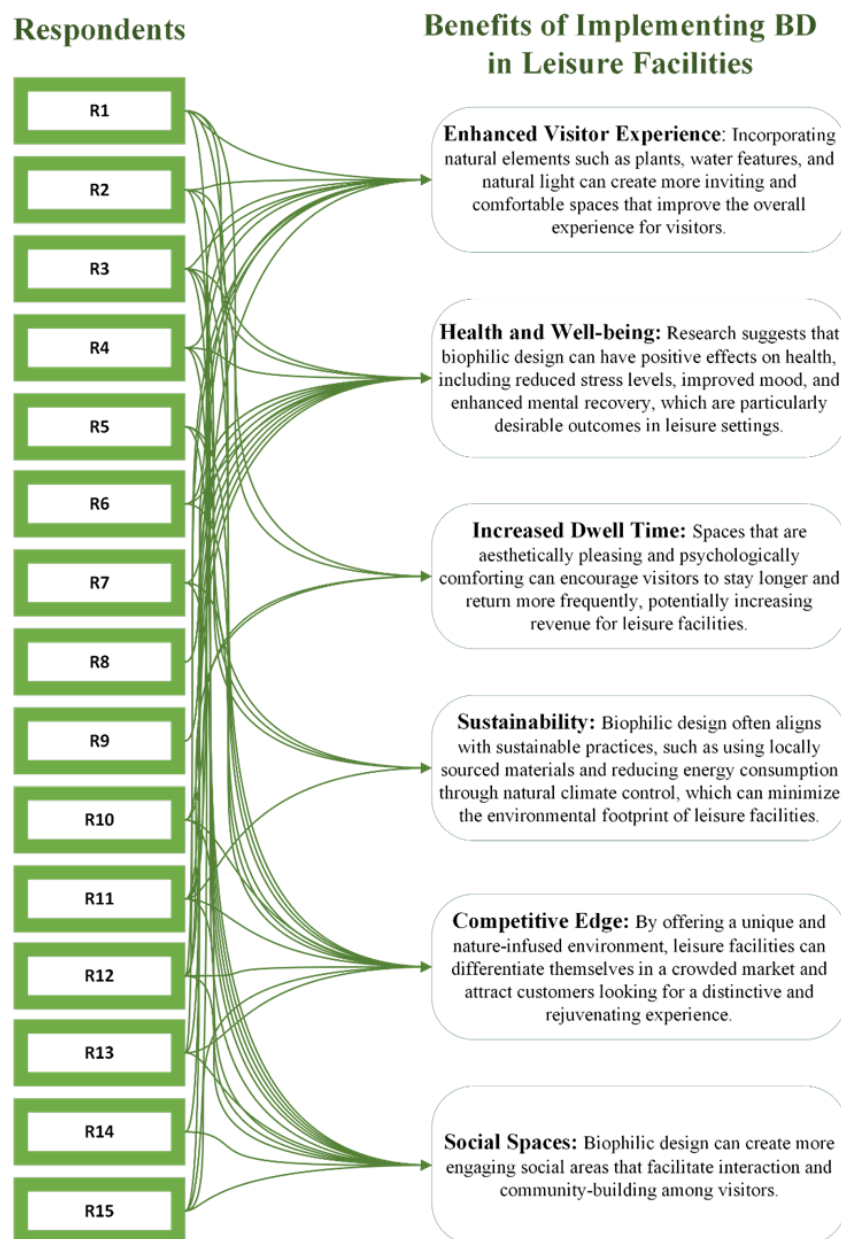 Respondents
Benefits of Implementing BD
in Leisure Facilities
R1
R2
R3
R4
R5
R6
R7
R8
R9
R10
R11
R12
R13
R14
R15
Enhanced Visitor Experience: Incorporating
natural elements such as plants, water features, and
natural light can create more inviting and
comfortable spaces that improve the overall
experience for visitors.
Health and Well-being: Research suggests that
biophilic design can have positive effects on health,
including reduced stress levels, improved mood, and
enhanced mental recovery, which are particularly
desirable outcomes in leisure settings.
Increased Dwell Time: Spaces that are
aesthetically pleasing and psychologically
comforting can encourage visitors to stay longer and
return more frequently, potentially increasing
revenue for leisure facilities.
Sustainability: Biophilic design often aligns
with sustainable practices, such as using locally
sourced materials and reducing energy consumption
through natural climate control, which can minimize
the environmental footprint of leisure facilities.
Competitive Edge: By offering a unique and
nature-infused environment, leisure facilities can
differentiate themselves in a crowded market and
attract customers looking for a distinctive and
rejuvenating experience.
Social Spaces: Biophilic design can create more
engaging social areas that facilitate interaction and
community-building among visitors.